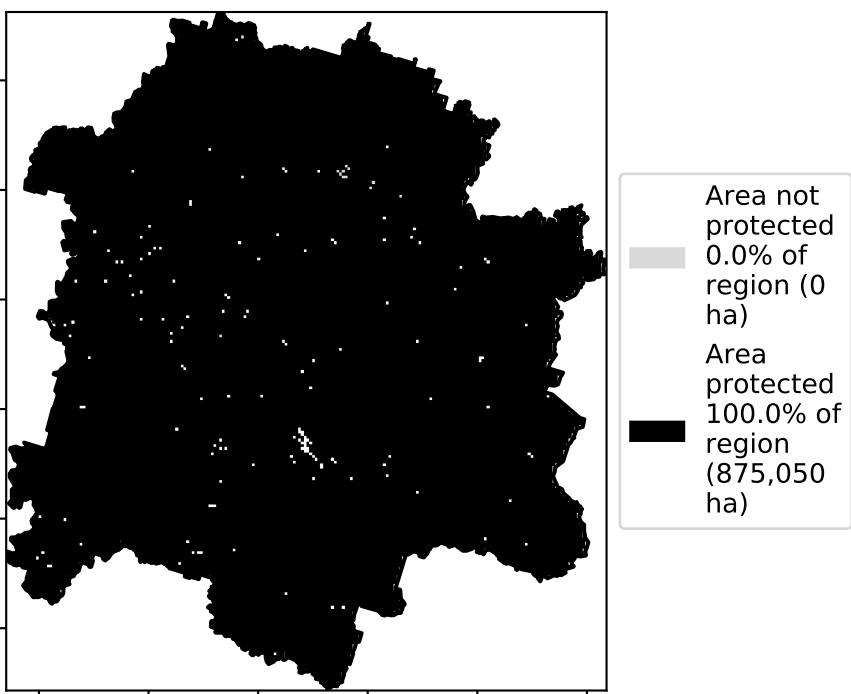 Area not
protected
0.0% of
region (0
ha)
Area
protected
100.0% of
region
(875,050
ha)